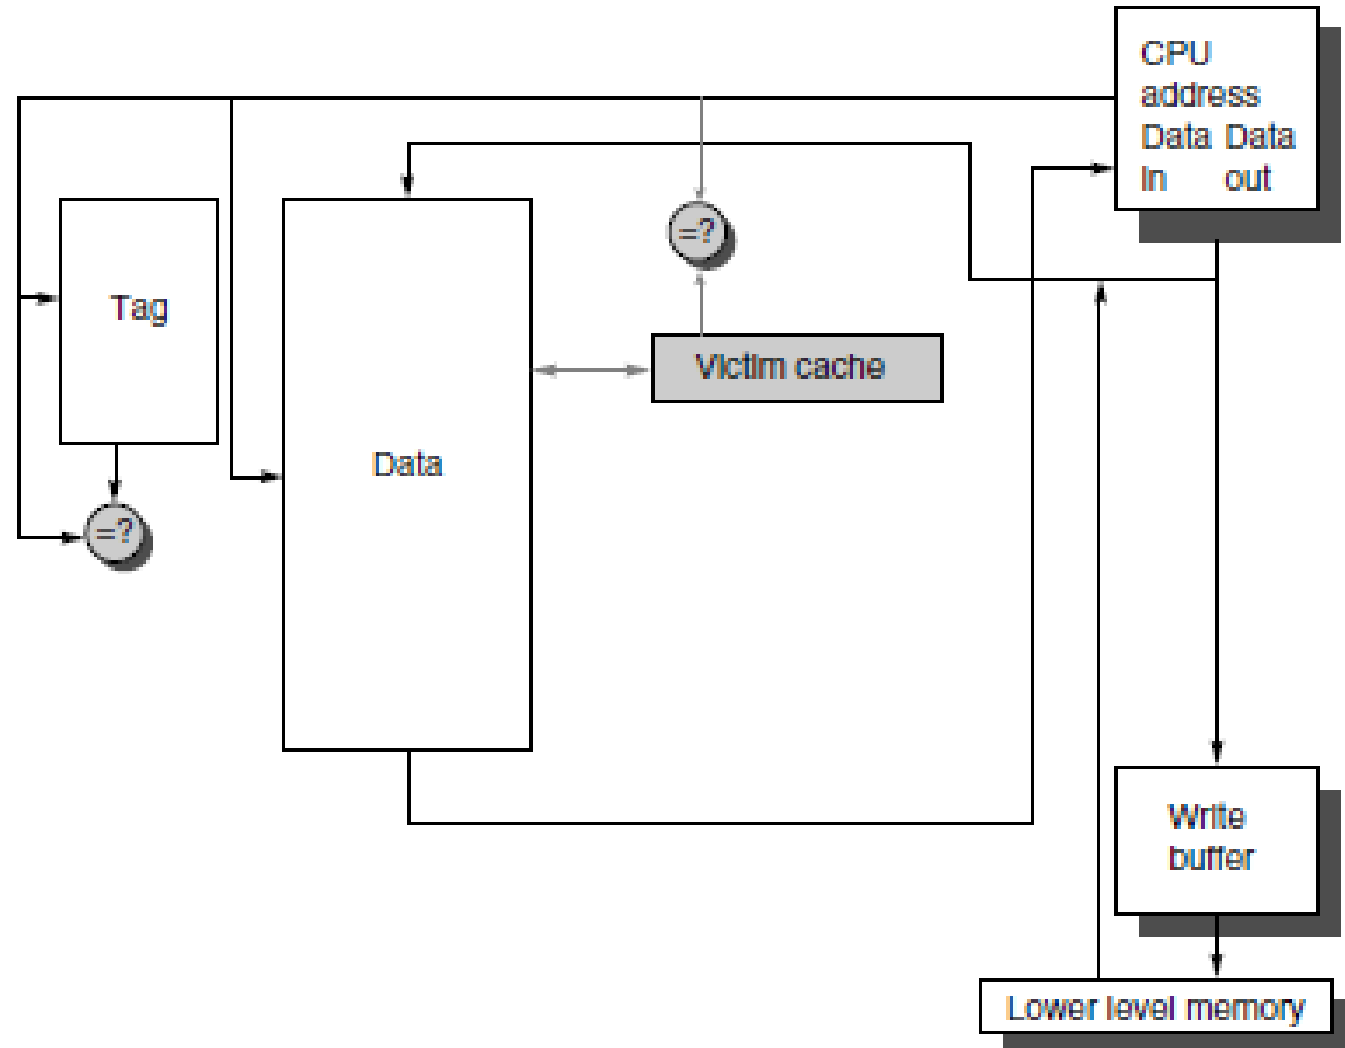 CPU
address
Data Data
In out
=?
Tag
Victim cache
Data
=?
Write
buffer
Lower level memory